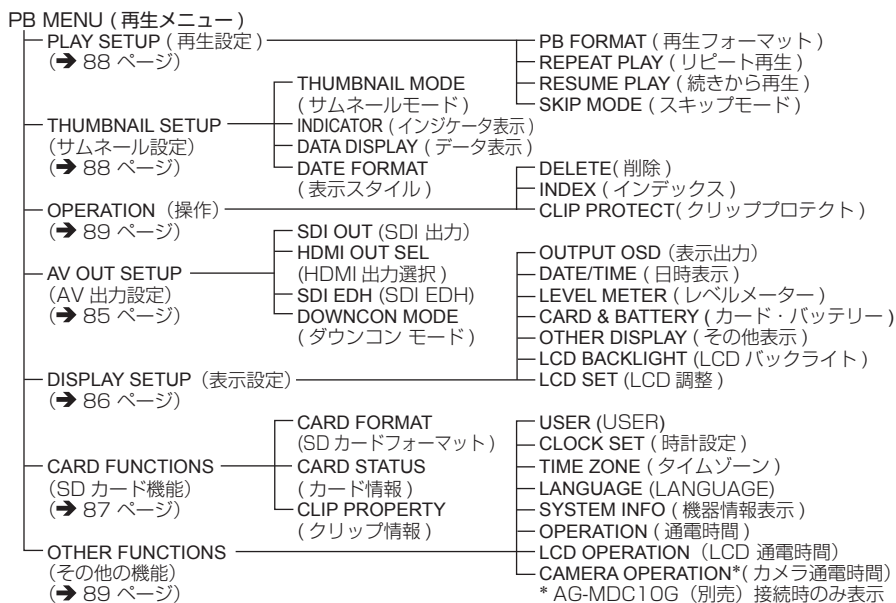 PB MENU ( 再生メニュー )
PLAY SETUP ( 再生設定 )
(➔ 88 ページ)
PB FORMAT ( 再生フォーマット )
REPEAT PLAY ( リピート再生 )
RESUME PLAY ( 続きから再生 )
SKIP MODE ( スキップモード )
THUMBNAIL SETUP
(サムネール設定)
(➔ 88 ページ)
THUMBNAIL MODE
( サムネールモード )
INDICATOR ( インジケータ表示 )
DATA DISPLAY ( データ表示 )
DATE FORMAT
( 表示スタイル )
OPERATION (操作)
(➔ 89 ページ)
DELETE( 削除 )
INDEX ( インデックス )
CLIP PROTECT( クリッププロテクト )
AV OUT SETUP
(AV 出力設定)
(➔ 85 ページ)
SDI OUT (SDI 出力)
HDMI OUT SEL
(HDMI 出力選択 )
SDI EDH (SDI EDH)
DOWNCON MODE
( ダウンコン モード )
DISPLAY SETUP (表示設定)
(➔ 86 ページ)
OUTPUT OSD (表示出力)
DATE/TIME ( 日時表示 )
LEVEL METER ( レベルメーター )
CARD & BATTERY ( カード・バッテリー )
OTHER DISPLAY ( その他表示 )
LCD BACKLIGHT (LCD バックライト )
LCD SET (LCD 調整 )
CARD FUNCTIONS
(SD カード機能)
(➔ 87 ページ)
CARD FORMAT
(SD カードフォーマット )
CARD STATUS
( カード情報 )
CLIP PROPERTY
( クリップ情報 )
OTHER FUNCTIONS
(その他の機能)
(➔ 89 ページ)
USER (USER)
CLOCK SET ( 時計設定 )
TIME ZONE ( タイムゾーン )
LANGUAGE (LANGUAGE)
SYSTEM INFO ( 機器情報表示 )
OPERATION ( 通電時間 )
LCD OPERATION (LCD 通電時間)
CAMERA OPERATION*( カメラ通電時間)
* AG-MDC10G (別売) 接続時のみ表示